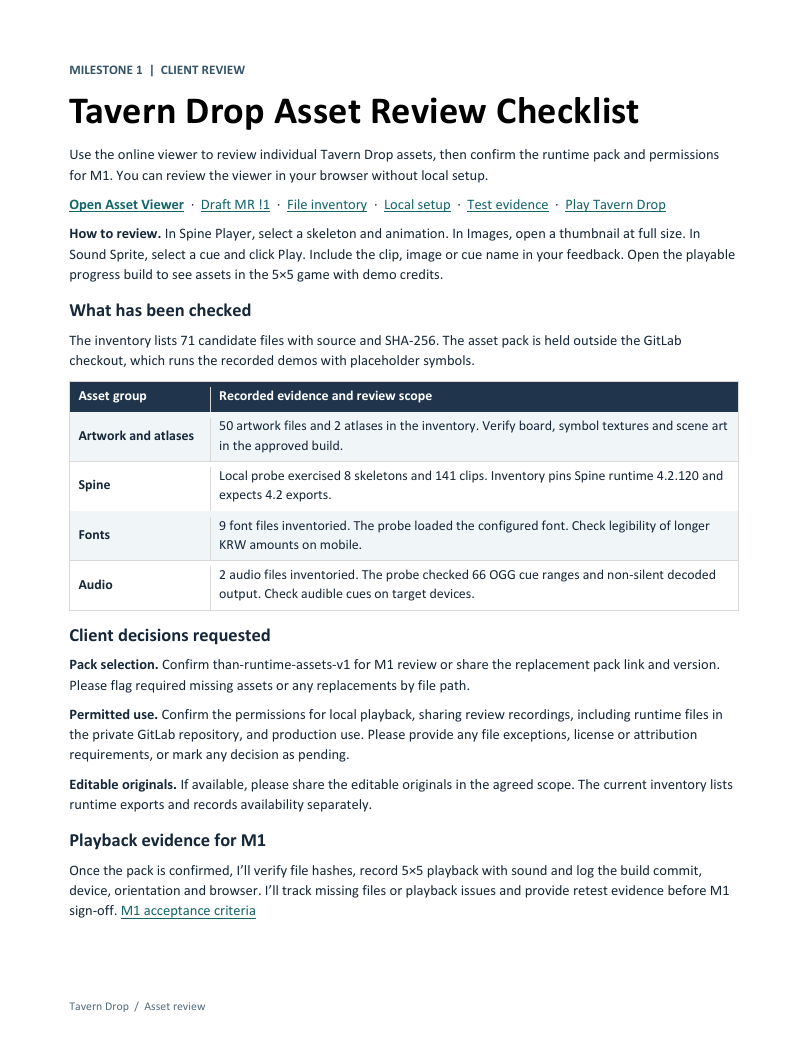 MILESTONE 1 | CLIENT REVIEW
Tavern Drop Asset Review Checklist
Use the online viewer to review individual Tavern Drop assets, then confirm the runtime pack and permissions
for M1. You can review the viewer in your browser without local setup.
Open Asset Viewer · Draft MR !1 · File inventory · Local setup · Test evidence · Play Tavern Drop
How to review. In Spine Player, select a skeleton and animation. In Images, open a thumbnail at full size. In
Sound Sprite, select a cue and click Play. Include the clip, image or cue name in your feedback. Open the playable
progress build to see assets in the 5×5 game with demo credits.
What has been checked
The inventory lists 71 candidate files with source and SHA-256. The asset pack is held outside the GitLab
checkout, which runs the recorded demos with placeholder symbols.
Asset group Recorded evidence and review scope
Artwork and atlases 50 artwork files and 2 atlases in the inventory. Verify board, symbol textures and scene art
in the approved build.
Spine Local probe exercised 8 skeletons and 141 clips. Inventory pins Spine runtime 4.2.120 and
expects 4.2 exports.
Fonts 9 font files inventoried. The probe loaded the configured font. Check legibility of longer
KRW amounts on mobile.
Audio 2 audio files inventoried. The probe checked 66 OGG cue ranges and non-silent decoded
output. Check audible cues on target devices.
Client decisions requested
Pack selection. Confirm than-runtime-assets-v1 for M1 review or share the replacement pack link and version.
Please flag required missing assets or any replacements by file path.
Permitted use. Confirm the permissions for local playback, sharing review recordings, including runtime files in
the private GitLab repository, and production use. Please provide any file exceptions, license or attribution
requirements, or mark any decision as pending.
Editable originals. If available, please share the editable originals in the agreed scope. The current inventory lists
runtime exports and records availability separately.
Playback evidence for M1
Once the pack is confirmed, I’ll verify file hashes, record 5×5 playback with sound and log the build commit,
device, orientation and browser. I’ll track missing files or playback issues and provide retest evidence before M1
sign-off. M1 acceptance criteria
Tavern Drop / Asset review